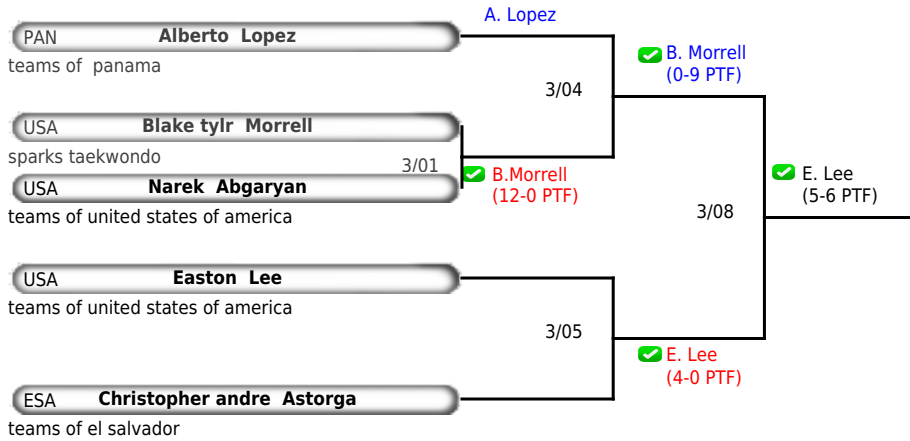 A. Lopez
PAN Alberto Lopez
teams of panama
B. Morrell
(0-9 PTF)
3/04
USA Blake tylr Morrell
sparks taekwondo
3/01
B.Morrell
(12-0 PTF)
USA Narek Abgaryan
teams of united states of america
E. Lee
(5-6 PTF)
3/08
USA Easton Lee
teams of united states of america
3/05
E. Lee
(4-0 PTF)
ESA Christopher andre Astorga
teams of el salvador